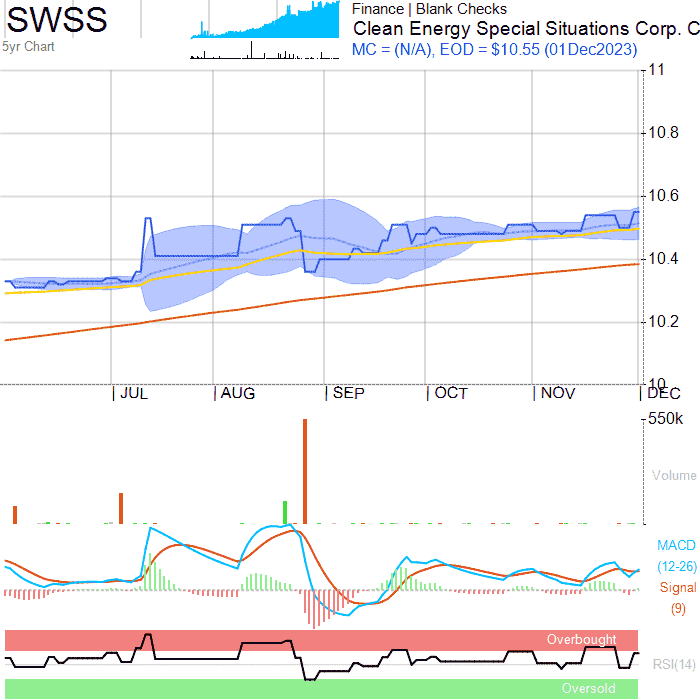 SWSS
5yr Chart
Finance | Blank Checks
Clean Energy Special Situations Corp. C
MC = (N/A), EOD = $10.55 (01Dec2023)
11
10.8
10.6
10.4
10.2
10
| JUL
| AUG
| SEP
| OCT
| NOV
| DEC
550k
Volume
MACD
(12-26)
Signal
(9)
Overbought
RSI(14)
Oversold